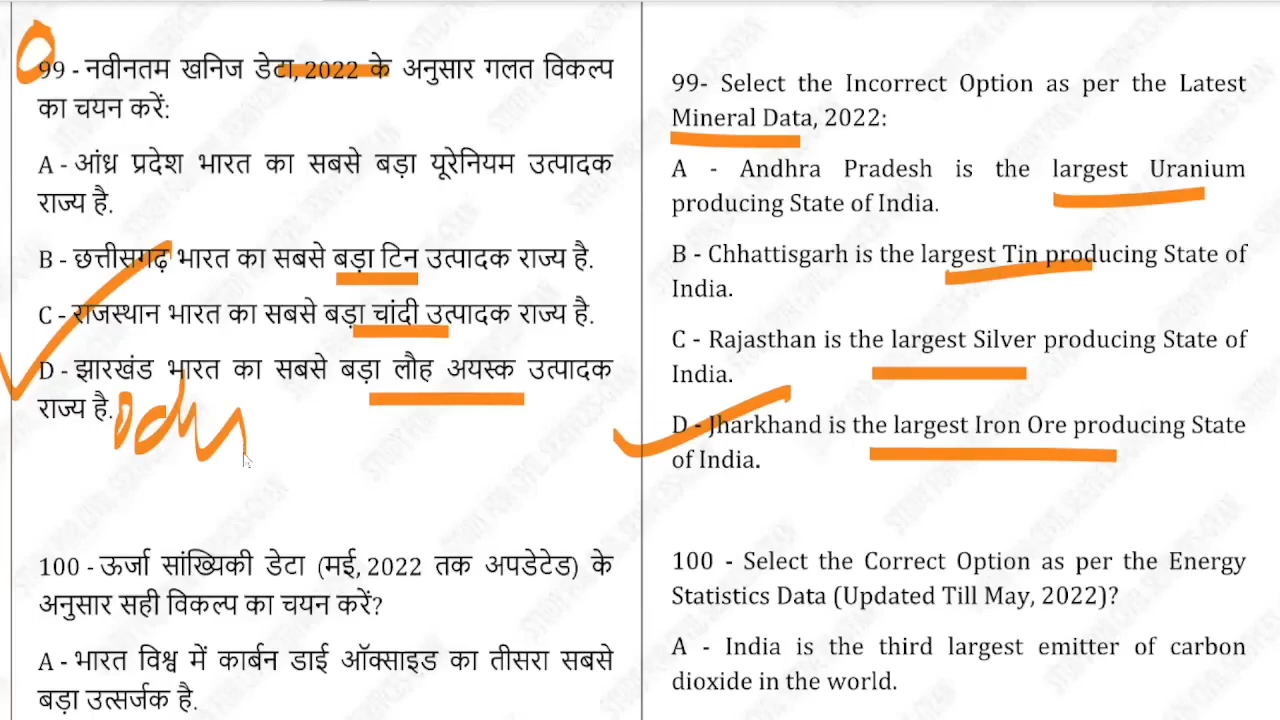 99 - नवीनतम खनिज डेटा, 2022 के अनुसार गलत विकल्प
का चयन करें:
A - आंध्र प्रदेश भारत का सबसे बड़ा यूरेनियम उत्पादक
राज्य है.
B - छत्तीसगढ़ भारत का सबसे बड़ा टिन उत्पादक राज्य है.
C - राजस्थान भारत का सबसे बड़ा चांदी उत्पादक राज्य है.
D - झारखंड भारत का सबसे बड़ा लौह अयस्क उत्पादक
राज्य है.
100 - ऊर्जा सांख्यिकी डेटा (मई, 2022 तक अपडेटेड) के
अनुसार सही विकल्प का चयन करें?
A - भारत विश्व में कार्बन डाई ऑक्साइड का तीसरा सबसे
बड़ा उत्सर्जक है.
99- Select the Incorrect Option as per the Latest
Mineral Data, 2022:
A - Andhra Pradesh is the largest Uranium
producing State of India.
B - Chhattisgarh is the largest Tin producing State of
India.
C - Rajasthan is the largest Silver producing State of
India.
D - Jharkhand is the largest Iron Ore producing State
of India.
100 - Select the Correct Option as per the Energy
Statistics Data (Updated Till May, 2022)?
A - India is the third largest emitter of carbon
dioxide in the world.